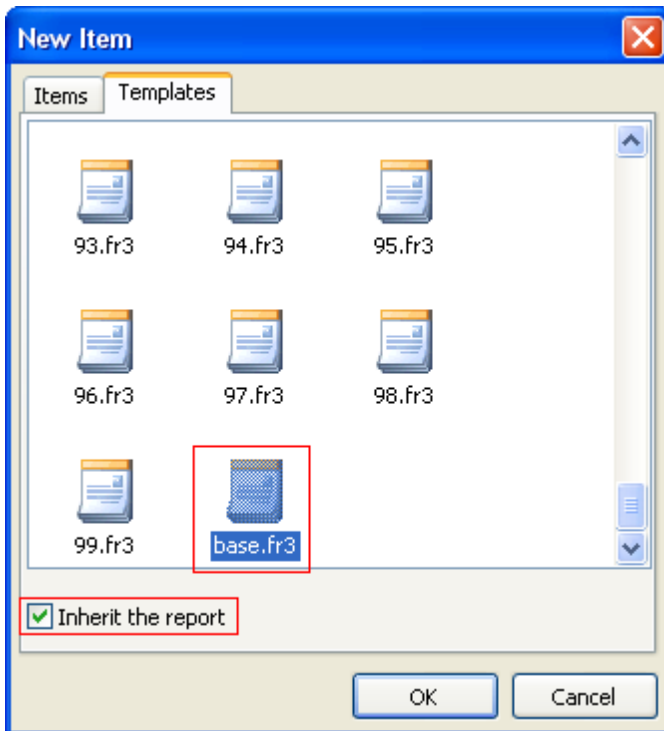 New Item
Items Templates
93.fr3 94.fr3 95.fr3
96.fr3 97.fr3 98.fr3
99.fr3 base.fr3
Inherit the report
OK Cancel